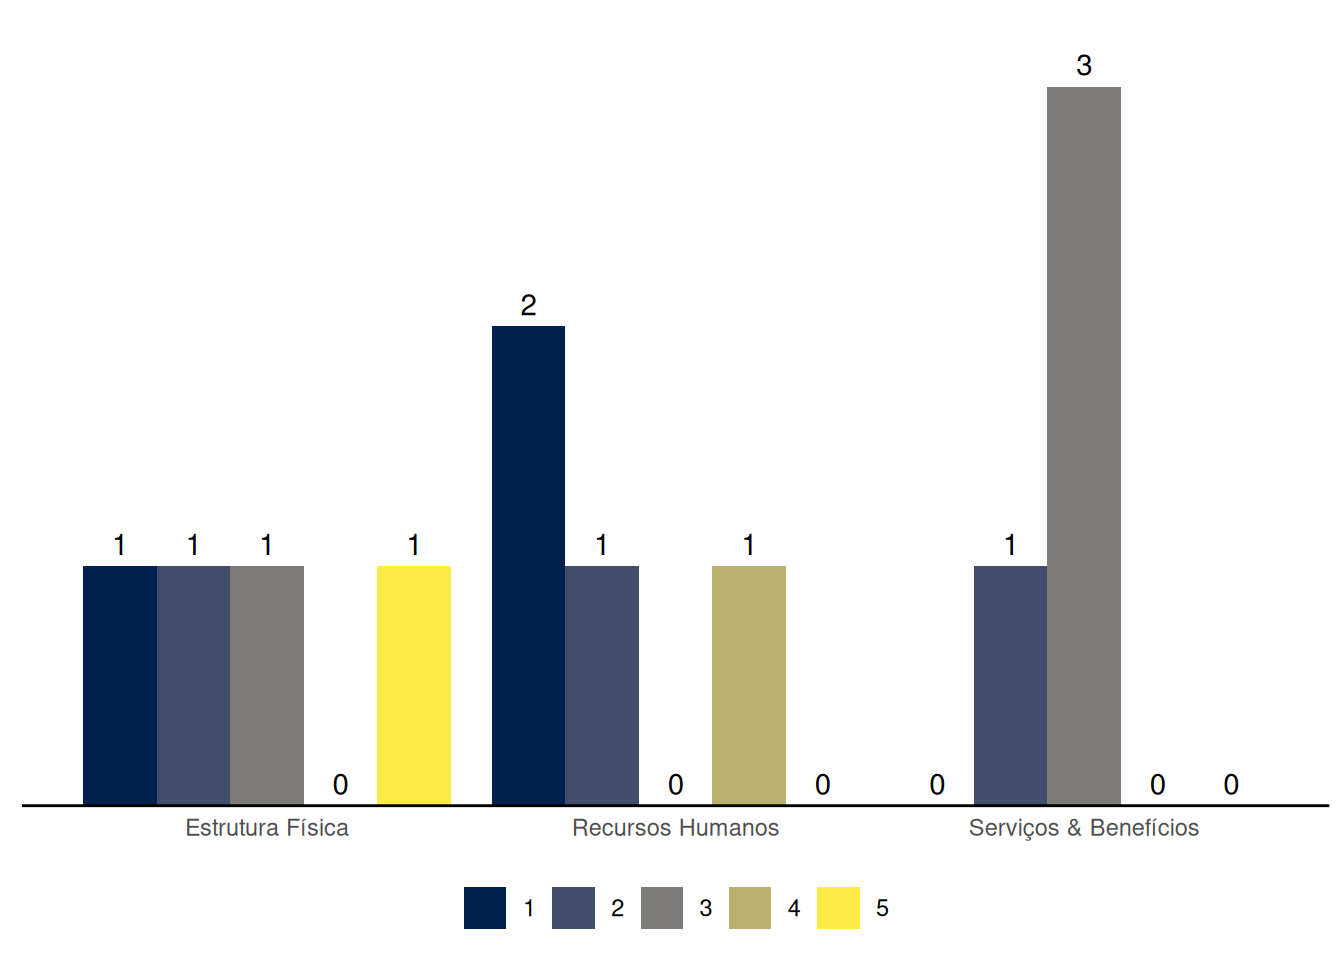 3
2
1 1 1 1 1 1 1
0 0 0 0 0 0
Estrutura Física Recursos Humanos Serviços & Benefícios
1 2 3 4 5